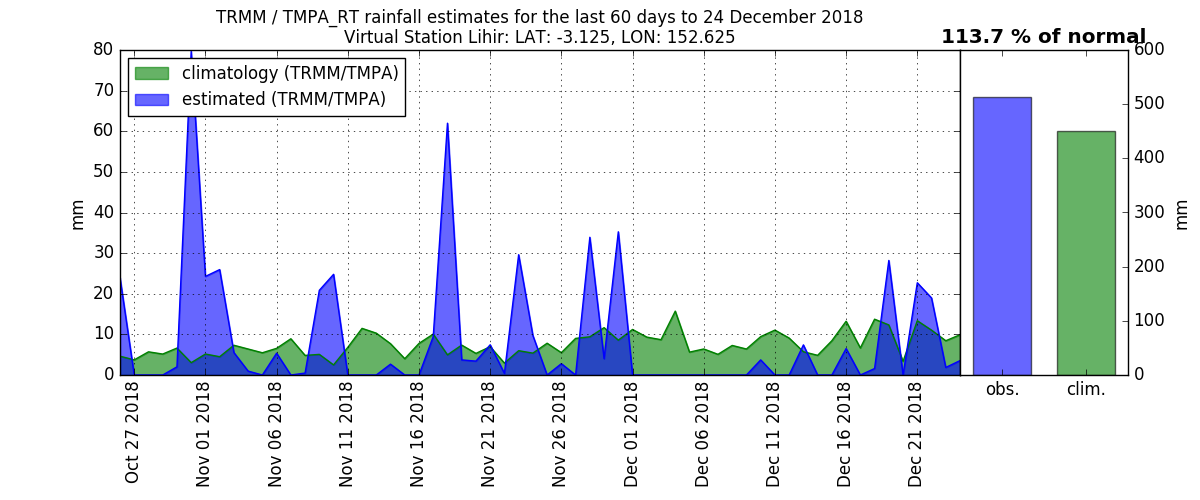 TRMM / TMPA_RT rainfall estimates for the last 60 days to 24 December 2018
Virtual Station Lihir: LAT: -3.125, LON: 152.625
113.7 % of normal
climatology (TRMM/TMPA)
estimated (TRMM/TMPA)
80
70
60
50
40
30
20
10
0
mm
Oct 27 2018
Nov 01 2018
Nov 06 2018
Nov 11 2018
Nov 16 2018
Nov 21 2018
Nov 26 2018
Dec 01 2018
Dec 06 2018
Dec 11 2018
Dec 16 2018
Dec 21 2018
600
500
400
300
200
100
0
mm
obs.
clim.